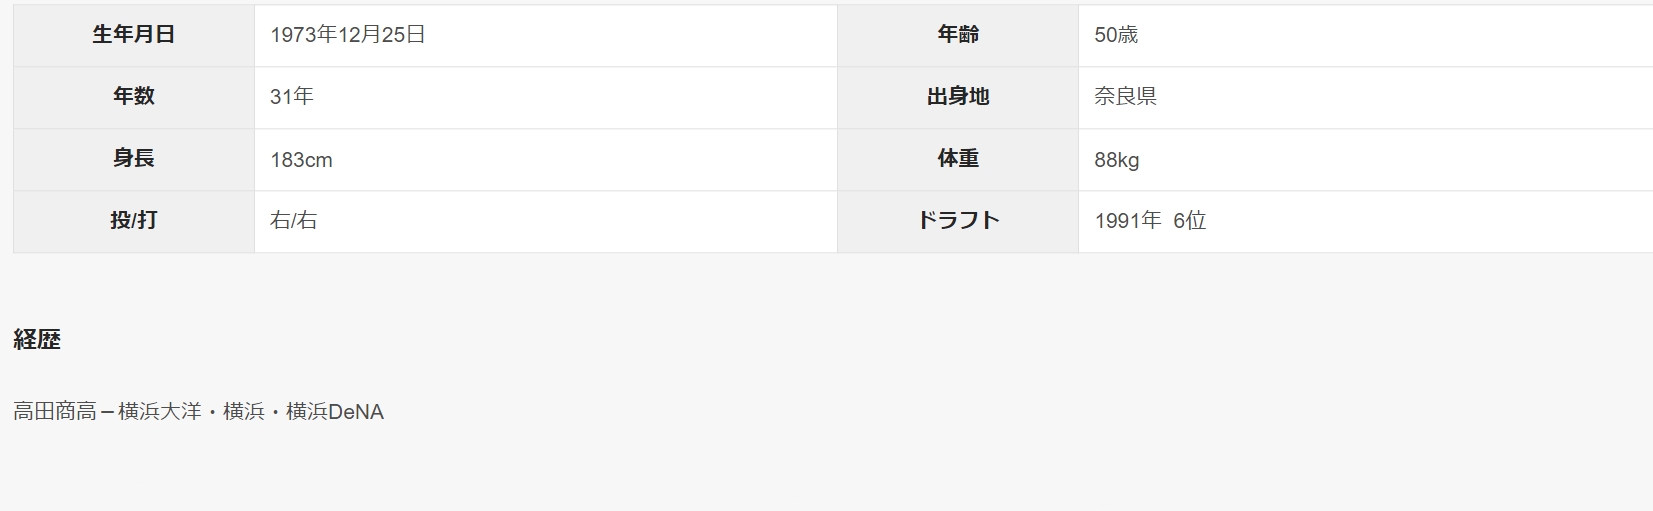 生年月日 1973年12月25日 年齢 50歳
年数 31年 出身地 奈良県
身長 183cm 体重 88kg
投/打 右/右 ドラフト 1991年 6位
経歴
高田商高－横浜大洋・横浜・横浜DeNA